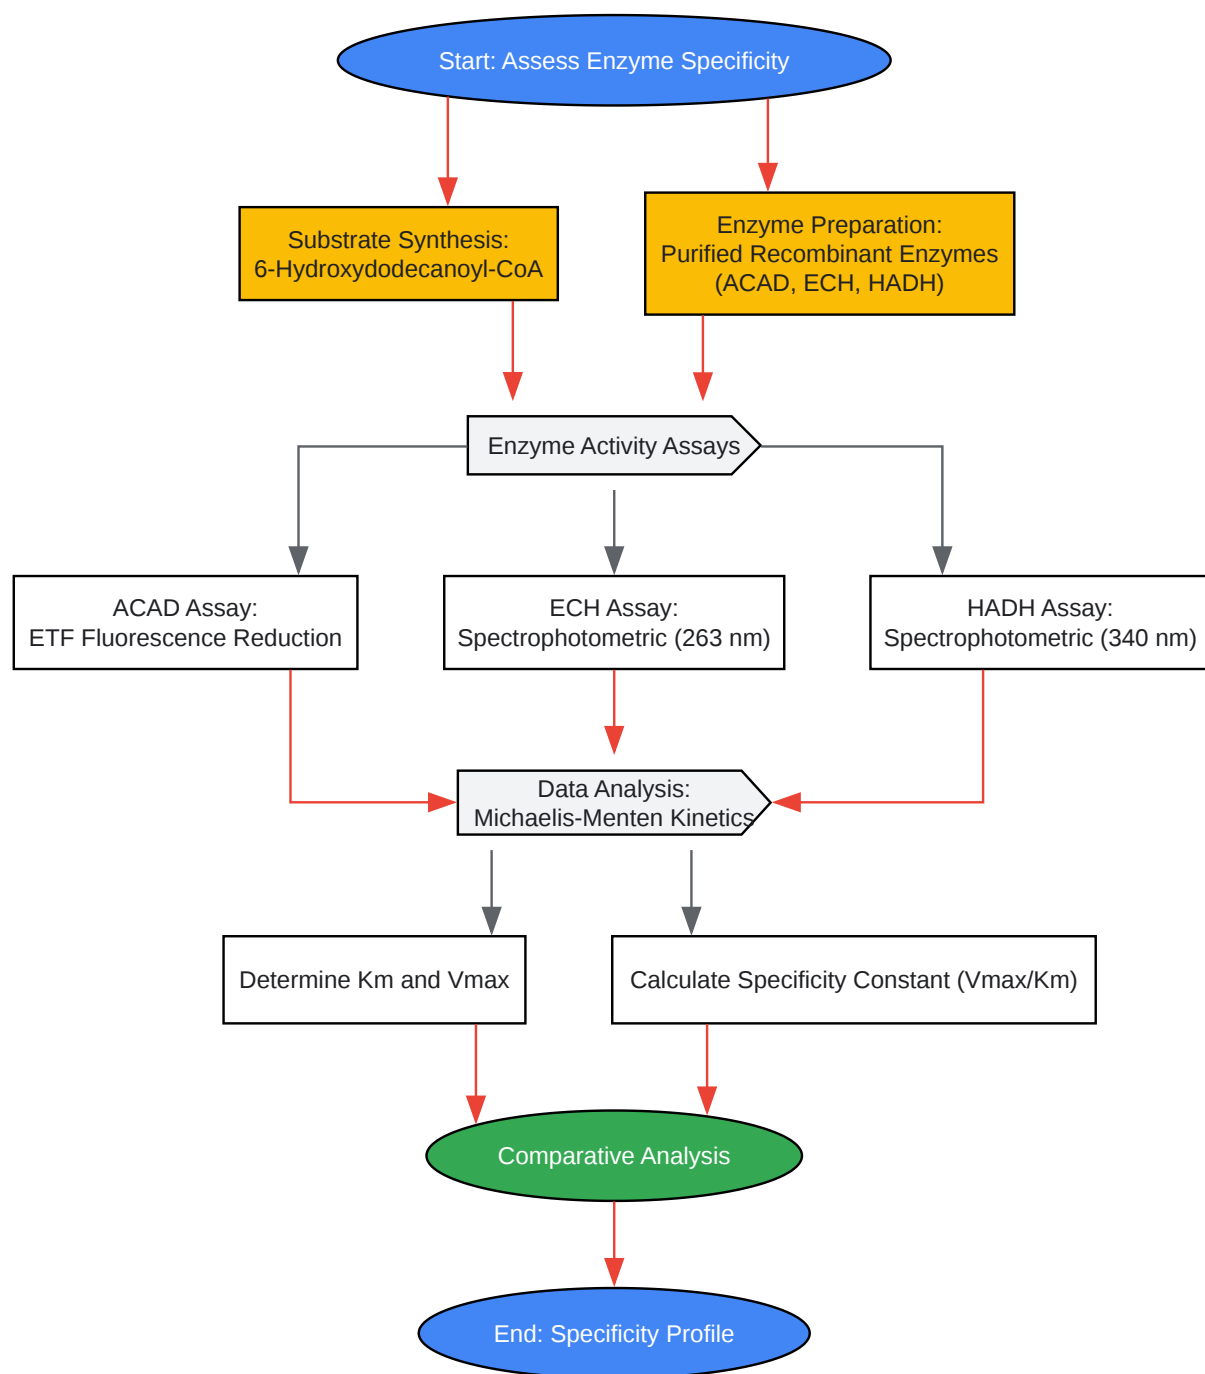 Start: Assess Enzyme Specificity
Substrate Synthesis:
6-Hydroxydodecanoyl-CoA
Enzyme Preparation:
Purified Recombinant Enzymes
(ACAD, ECH, HADH)
Enzyme Activity Assays
ACAD Assay:
ETF Fluorescence Reduction
ECH Assay:
Spectrophotometric (263 nm)
HADH Assay:
Spectrophotometric (340 nm)
Data Analysis:
Michaelis-Menten Kinetics
Determine Km and Vmax
Calculate Specificity Constant (Vmax/Km)
Comparative Analysis
End: Specificity Profile